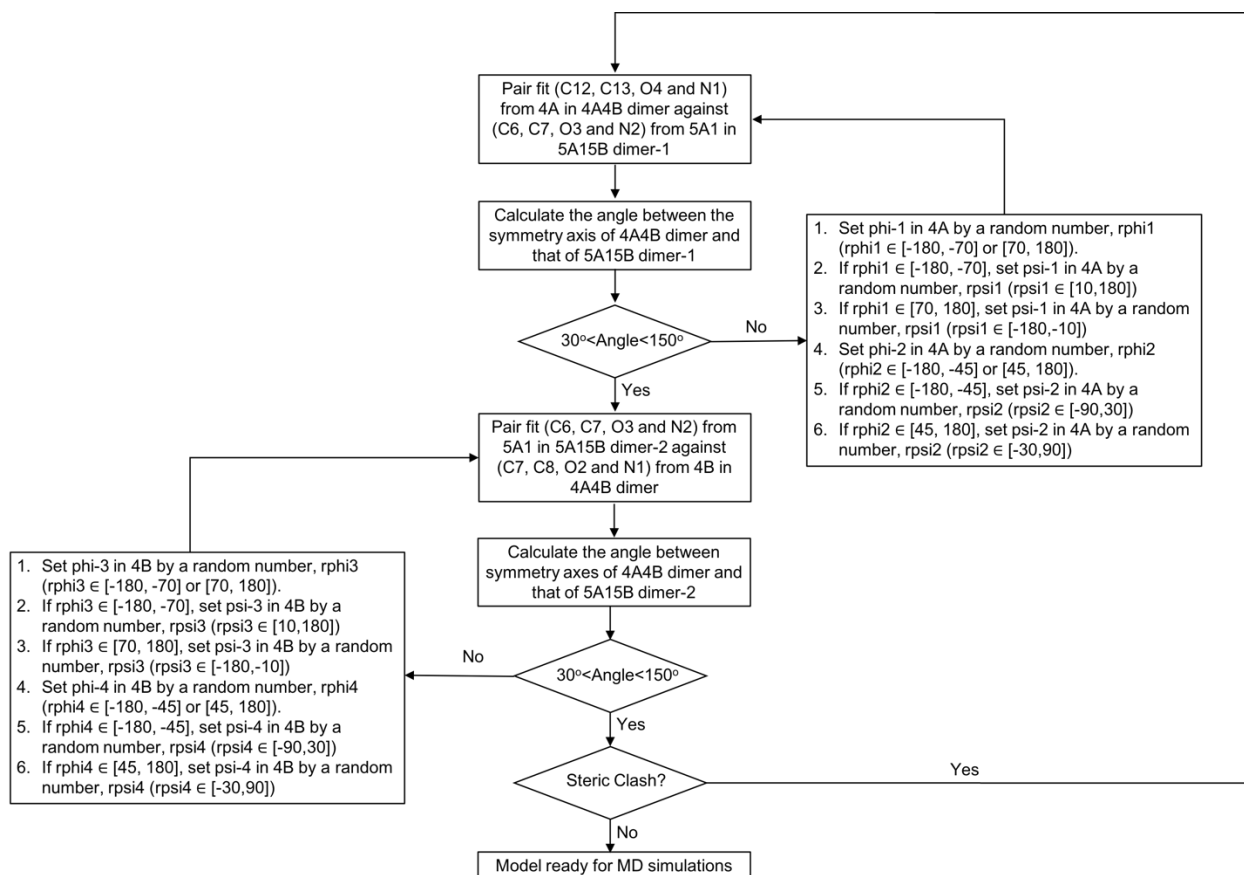 Pair fit (C12, C13, O4 and N1)
from 4A in 4A4B dimer against
(C6, C7, O3 and N2) from 5A1 in
5A15B dimer-1
Calculate the angle between the
symmetry axis of 4A4B dimer and
that of 5A15B dimer-1
30º<Angle<150º
No
Yes
1. Set phi-1 in 4A by a random number, rphi1
(rphi1 ∈ [-180, -70] or [70, 180]).
2. If rphi1 ∈ [-180, -70], set psi-1 in 4A by a
random number, rpsi1 (rpsi1 ∈ [10,180])
3. If rphi1 ∈ [70, 180], set psi-1 in 4A by a random
number, rpsi1 (rpsi1 ∈ [-180,-10])
4. Set phi-2 in 4A by a random number, rphi2
(rphi2 ∈ [-180, -45] or [45, 180]).
5. If rphi2 ∈ [-180, -45], set psi-2 in 4A by a
random number, rpsi2 (rpsi2 ∈ [-90,30])
6. If rphi2 ∈ [45, 180], set psi-2 in 4A by a random
number, rpsi2 (rpsi2 ∈ [-30,90])
Pair fit (C6, C7, O3 and N2) from
5A1 in 5A15B dimer-2 against
(C7, C8, O2 and N1) from 4B in
4A4B dimer
Calculate the angle between
symmetry axes of 4A4B dimer and
that of 5A15B dimer-2
1. Set phi-3 in 4B by a random number, rphi3
(rphi3 ∈ [-180, -70] or [70, 180]).
2. If rphi3 ∈ [-180, -70], set psi-3 in 4B by a
random number, rpsi3 (rpsi3 ∈ [10,180])
3. If rphi3 ∈ [70, 180], set psi-3 in 4B by a random
number, rpsi3 (rpsi3 ∈ [-180,-10])
4. Set phi-4 in 4B by a random number, rphi4
(rphi4 ∈ [-180, -45] or [45, 180]).
5. If rphi4 ∈ [-180, -45], set psi-4 in 4B by a
random number, rpsi4 (rpsi4 ∈ [-90,30])
6. If rphi4 ∈ [45, 180], set psi-4 in 4B by a random
number, rpsi4 (rpsi4 ∈ [-30,90])
No
30º<Angle<150º
Yes
Steric Clash?
Yes
No
Model ready for MD simulations